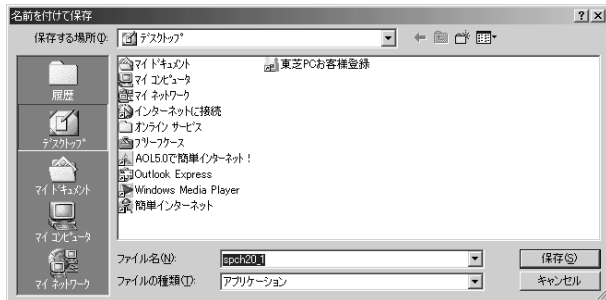 名前を付けて保存
保存する場所(I):
デスクトップ
履歴
デスクトップ
マイ ドキュメント
マイ コンピュータ
マイ ネットワーク
マイ ドキュメント
マイ コンピュータ
マイ ネットワーク
インターネットに接続
オンライン サービス
ブリーフケース
AOL5.0で簡単インターネット!
Outlook Express
Windows Media Player
簡単インターネット
東芝PCお客様登録
ファイル名(N):
spch20_1
保存(S)
ファイルの種類(T):
アプリケーション
キャンセル